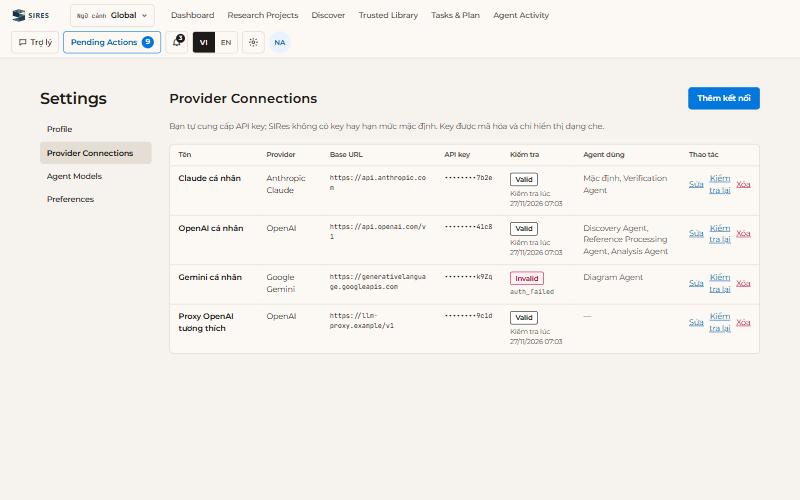 SIRES
Ngữ cảnh Global
Dashboard
Research Projects
Discover
Trusted Library
Tasks & Plan
Agent Activity
Trợ lý
Pending Actions 9
3
VI
EN
NA
Settings
Profile
Provider Connections
Agent Models
Preferences
Provider Connections
Thêm kết nối
Bạn tự cung cấp API key; SIRes không có key hay hạn mức mặc định. Key được mã hóa và chỉ hiển thị dạng che.
Tên
Provider
Base URL
API key
Kiểm tra
Agent dùng
Thao tác
Claude cá nhân
Anthropic
Claude
https://api.anthropic.co
m
••••••••7b2e
Valid
Kiểm tra lúc
27/11/2026 07:03
Mặc định, Verification
Agent
Sửa
Kiểm
tra lại
Xóa
OpenAI cá nhân
OpenAI
https://api.openai.com/v
1
••••••••41c8
Valid
Kiểm tra lúc
27/11/2026 07:03
Discovery Agent,
Reference Processing
Agent, Analysis Agent
Sửa
Kiểm
tra lại
Xóa
Gemini cá nhân
Google
Gemini
https://generativelangua
ge.googleapis.com
••••••••k9Zq
Invalid
auth_failed
Diagram Agent
Sửa
Kiểm
tra lại
Xóa
Proxy OpenAI
tương thích
OpenAI
https://llm-
proxy.example/v1
••••••••9c1d
Valid
Kiểm tra lúc
27/11/2026 07:03
—
Sửa
Kiểm
tra lại
Xóa